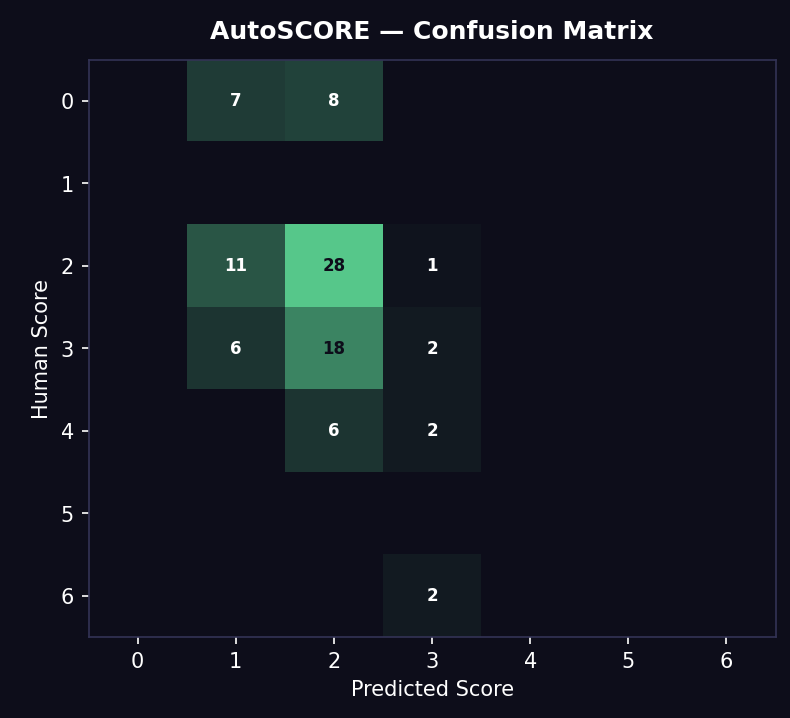 AutoSCORE — Confusion Matrix
Human Score
0 7 8
1
2 11 28 1
3 6 18 2
4 6 2
5
6 2
0 1 2 3 4 5 6
Predicted Score